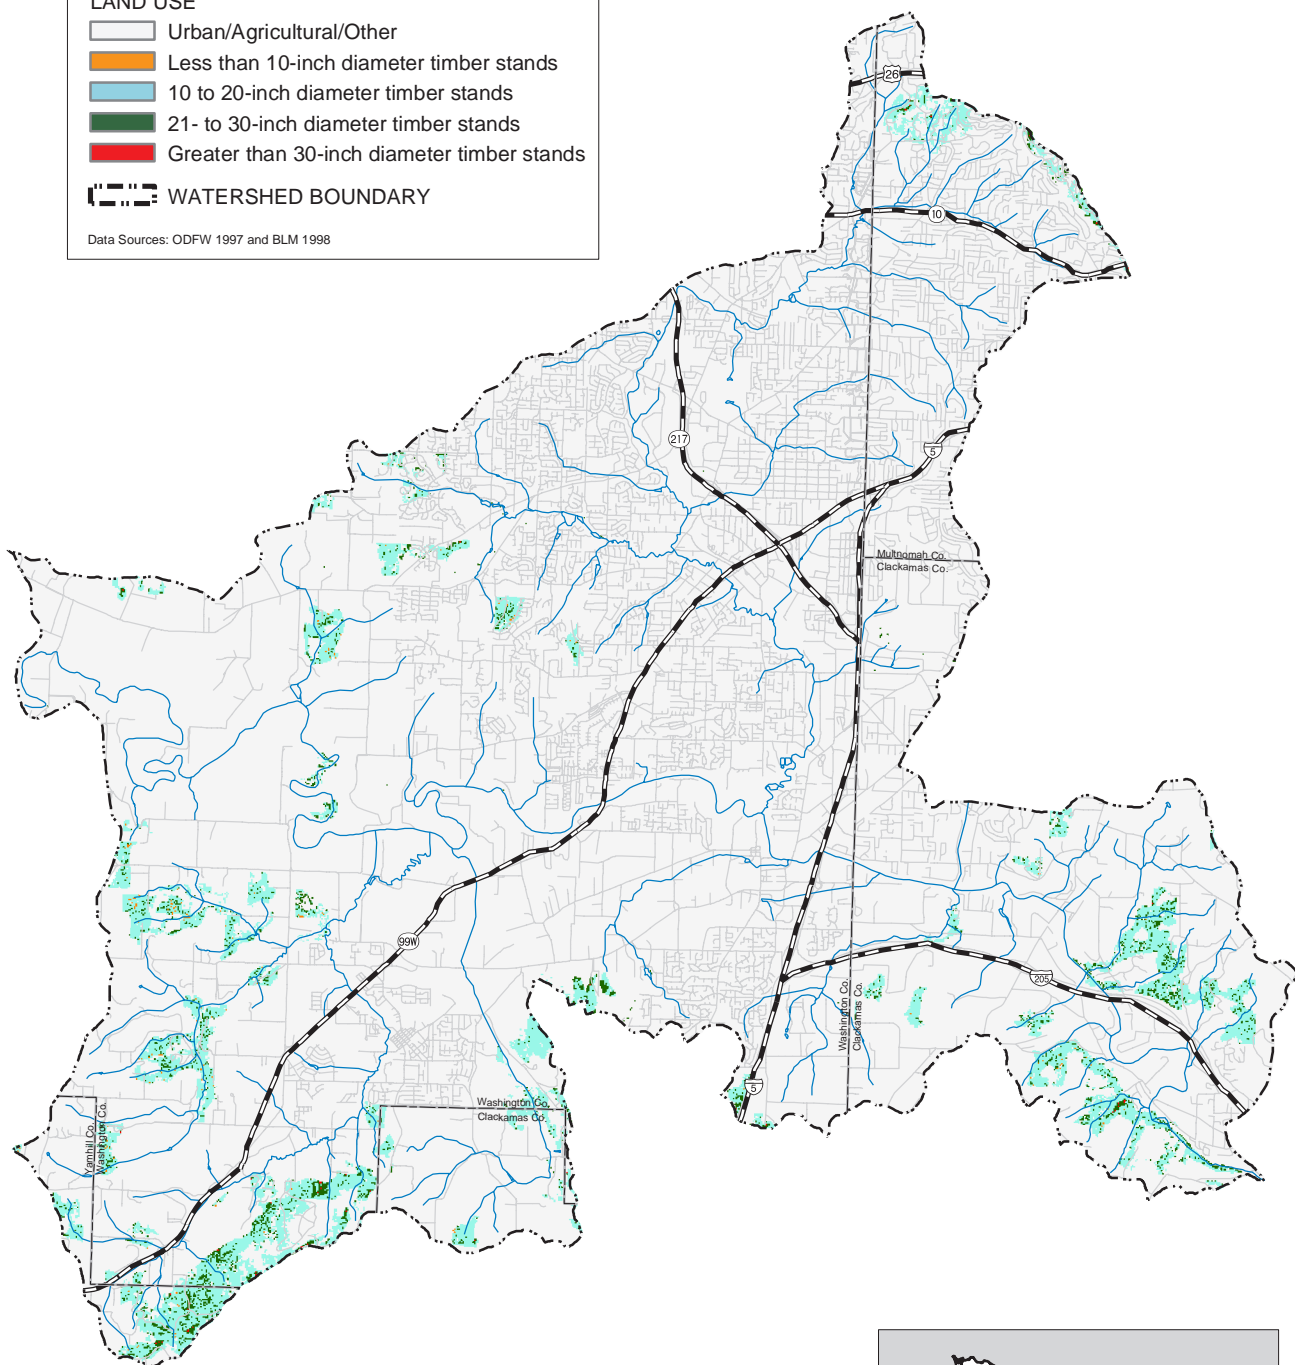 LAND USE
Urban/Agricultural/Other
Less than 10-inch diameter timber stands
10 to 20-inch diameter timber stands
21- to 30-inch diameter timber stands
Greater than 30-inch diameter timber stands
WATERSHED BOUNDARY
Data Sources: ODFW 1997 and BLM 1998
26
10
217
5
Multnomah Co.
Clackamas Co.
99W
205
Washington Co.
Clackamas Co.
5
Washington Co.
Clackamas Co.
Yamhill Co.
Washington Co.